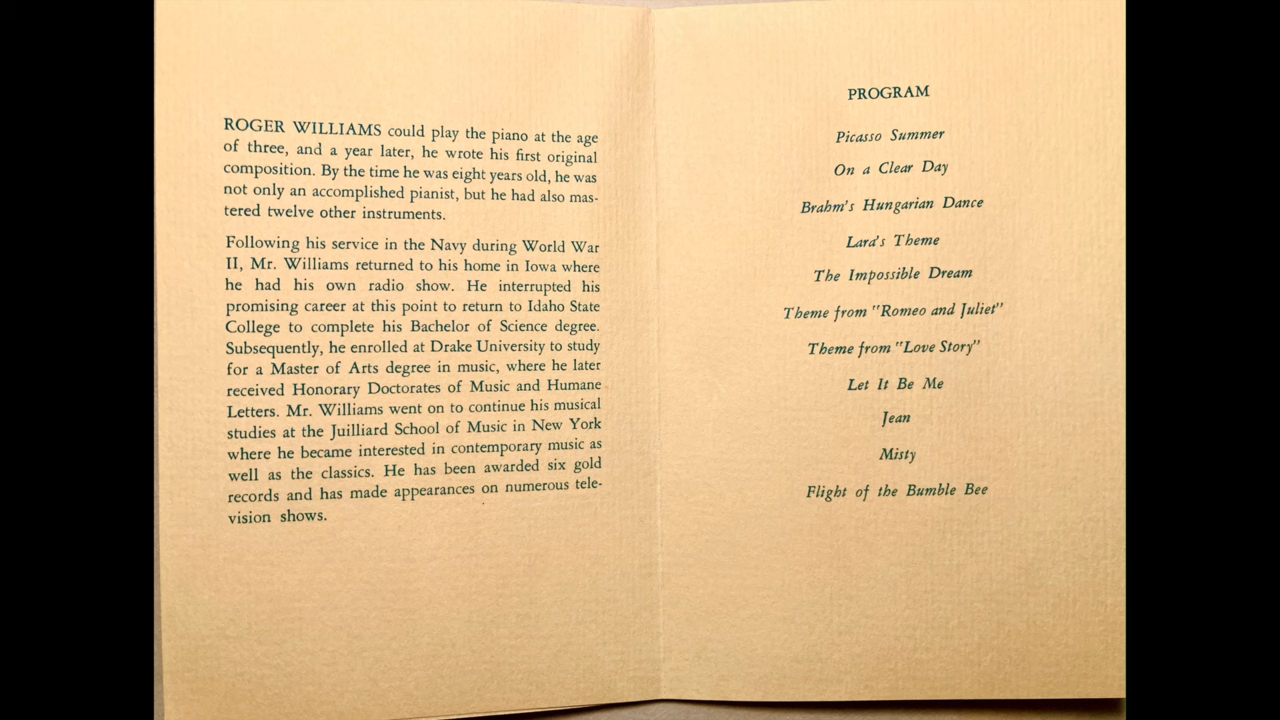 ROGER WILLIAMS could play the piano at the age
of three, and a year later, he wrote his first original
composition. By the time he was eight years old, he was
not only an accomplished pianist, but he had also mas-
tered twelve other instruments.
Following his service in the Navy during World War
II, Mr. Williams returned to his home in Iowa where
he had his own radio show. He interrupted his
promising career at this point to return to Idaho State
College to complete his Bachelor of Science degree.
Subsequently, he enrolled at Drake University to study
for a Master of Arts degree in music, where he later
received Honorary Doctorates of Music and Humane
Letters. Mr. Williams went on to continue his musical
studies at the Juilliard School of Music in New York
where he became interested in contemporary music as
well as the classics. He has been awarded six gold
records and has made appearances on numerous tele-
vision shows.
PROGRAM
Picasso Summer
On a Clear Day
Brahm's Hungarian Dance
Lara's Theme
The Impossible Dream
Theme from "Romeo and Juliet"
Theme from "Love Story"
Let It Be Me
Jean
Misty
Flight of the Bumble Bee